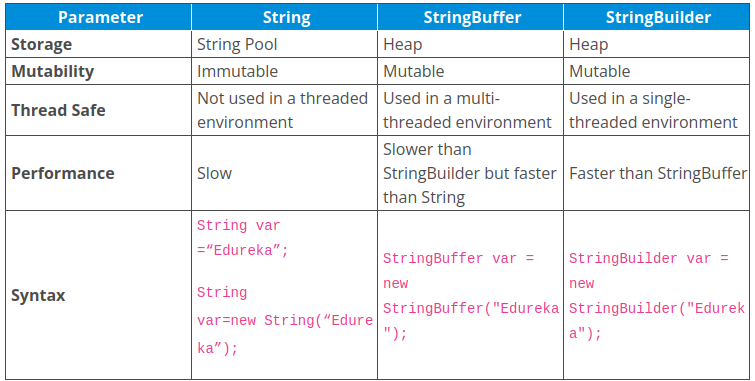 Parameter String StringBuffer StringBuilder
Storage String Pool Heap Heap
Mutability Immutable Mutable Mutable
Thread Safe Not used in a threaded environment Used in a multi-threaded environment Used in a single-threaded environment
Performance Slow Slower than StringBuilder but faster than String Faster than StringBuffer
Syntax
String var
=“Edureka”;
String
var=new String(“Edure
ka”);
StringBuffer var =
new
StringBuffer("Edureka
");
StringBuilder var =
new
StringBuilder("Edurek
a");